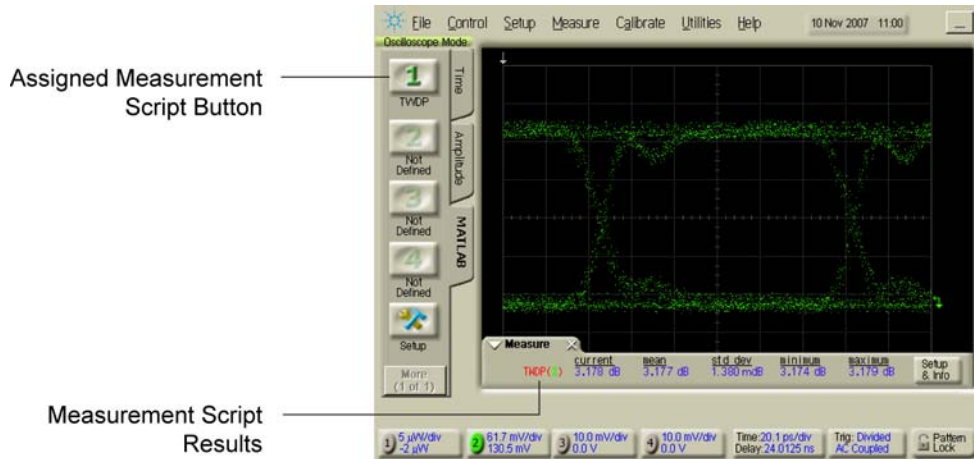 File Control Setup Measure Calibrate Utilities Help 10 Nov 2007 11:00
Oscilloscope Mode
Assigned Measurement
Script Button
1
TWDP
2
Not
Defined
3
Not
Defined
4
Not
Defined
Setup
More
(1 of 1)
Time
Amplitude
MATLAB
Measure
current mean std dev minimum maximum
TWDP(2) 3.178 dB 3.177 dB 1.380 mdB 3.174 dB 3.179 dB
Setup
& Info
Measurement Script
Results
1) 5 µW/div
-2 µW
2) 61.7 mV/div
130.5 mV
3) 10.0 mV/div
0.0 V
4) 10.0 mV/div
0.0 V
Time:20.1 ps/div
Delay:24.0125 ns
Trig: Divided
AC Coupled
Pattern
Lock